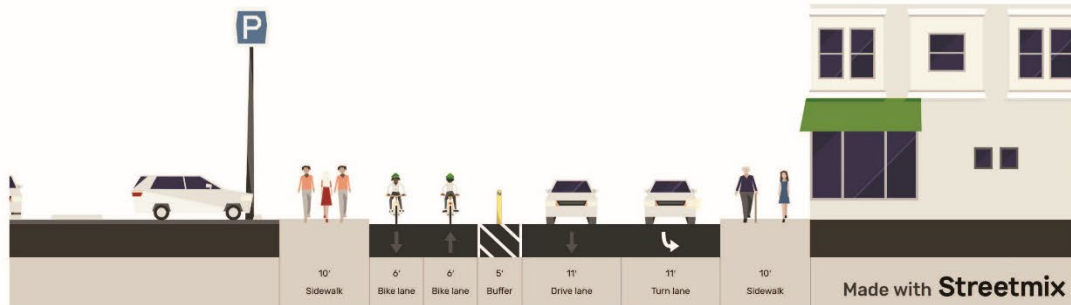 P
10'
Sidewalk
6'
Bike lane
6'
Bike lane
5'
Buffer
11'
Drive lane
11'
Turn lane
10'
Sidewalk
Made with Streetmix